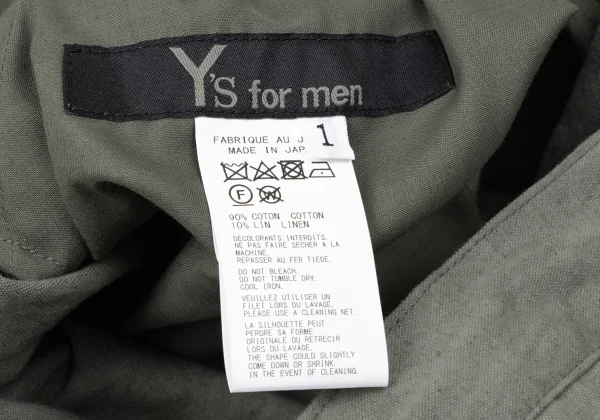 Y'S for men
1
FABRIQUE AU J
MADE IN JAP
F
W
90% COTON COTTON
10% LIN LINEN
DECOLORANTS INTERDITS.
NE PAS FAIRE SECHER A LA
MACHINE.
REPASSER AU FER TIEDE.
DO NOT BLEACH.
DO NOT TUMBLE DRY.
COOL IRON.
VEUILLEZ UTILISER UN
FILET LORS DU LAVAGE.
PLEASE USE A CLEANING NET.
LA SILHOUETTE PEUT
PERDRE SA FORME
ORIGINALE OU RETRECIR
LORS DU LAVAGE.
THE SHAPE COULD SLIGHTLY
COME DOWN OR SHRINK
IN THE EVENT OF CLEANING.